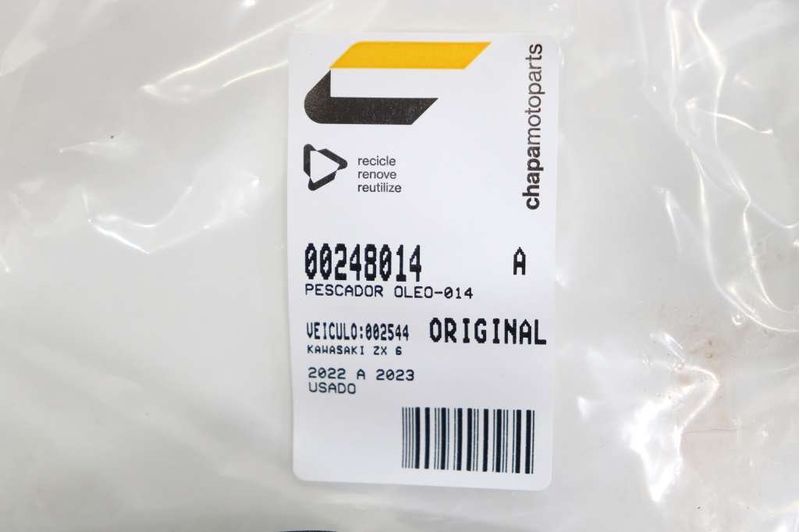 chapamotoparts
recicle
renove
reutilize
00248014 A
PESCADOR OLEO-014
VEICULO:002544 ORIGINAL
KAWASAKI ZX 6
2022 A 2023
USADO